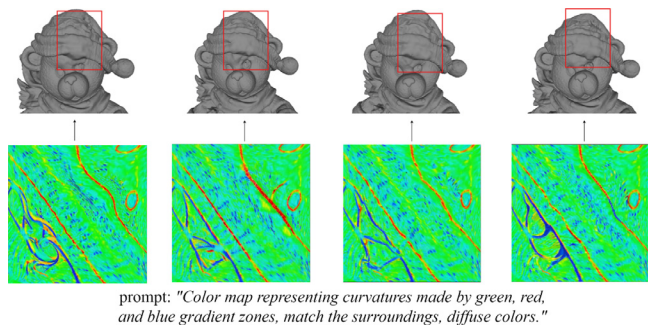 prompt: "Color map representing curvatures made by green, red,
and blue gradient zones, match the surroundings, diffuse colors."